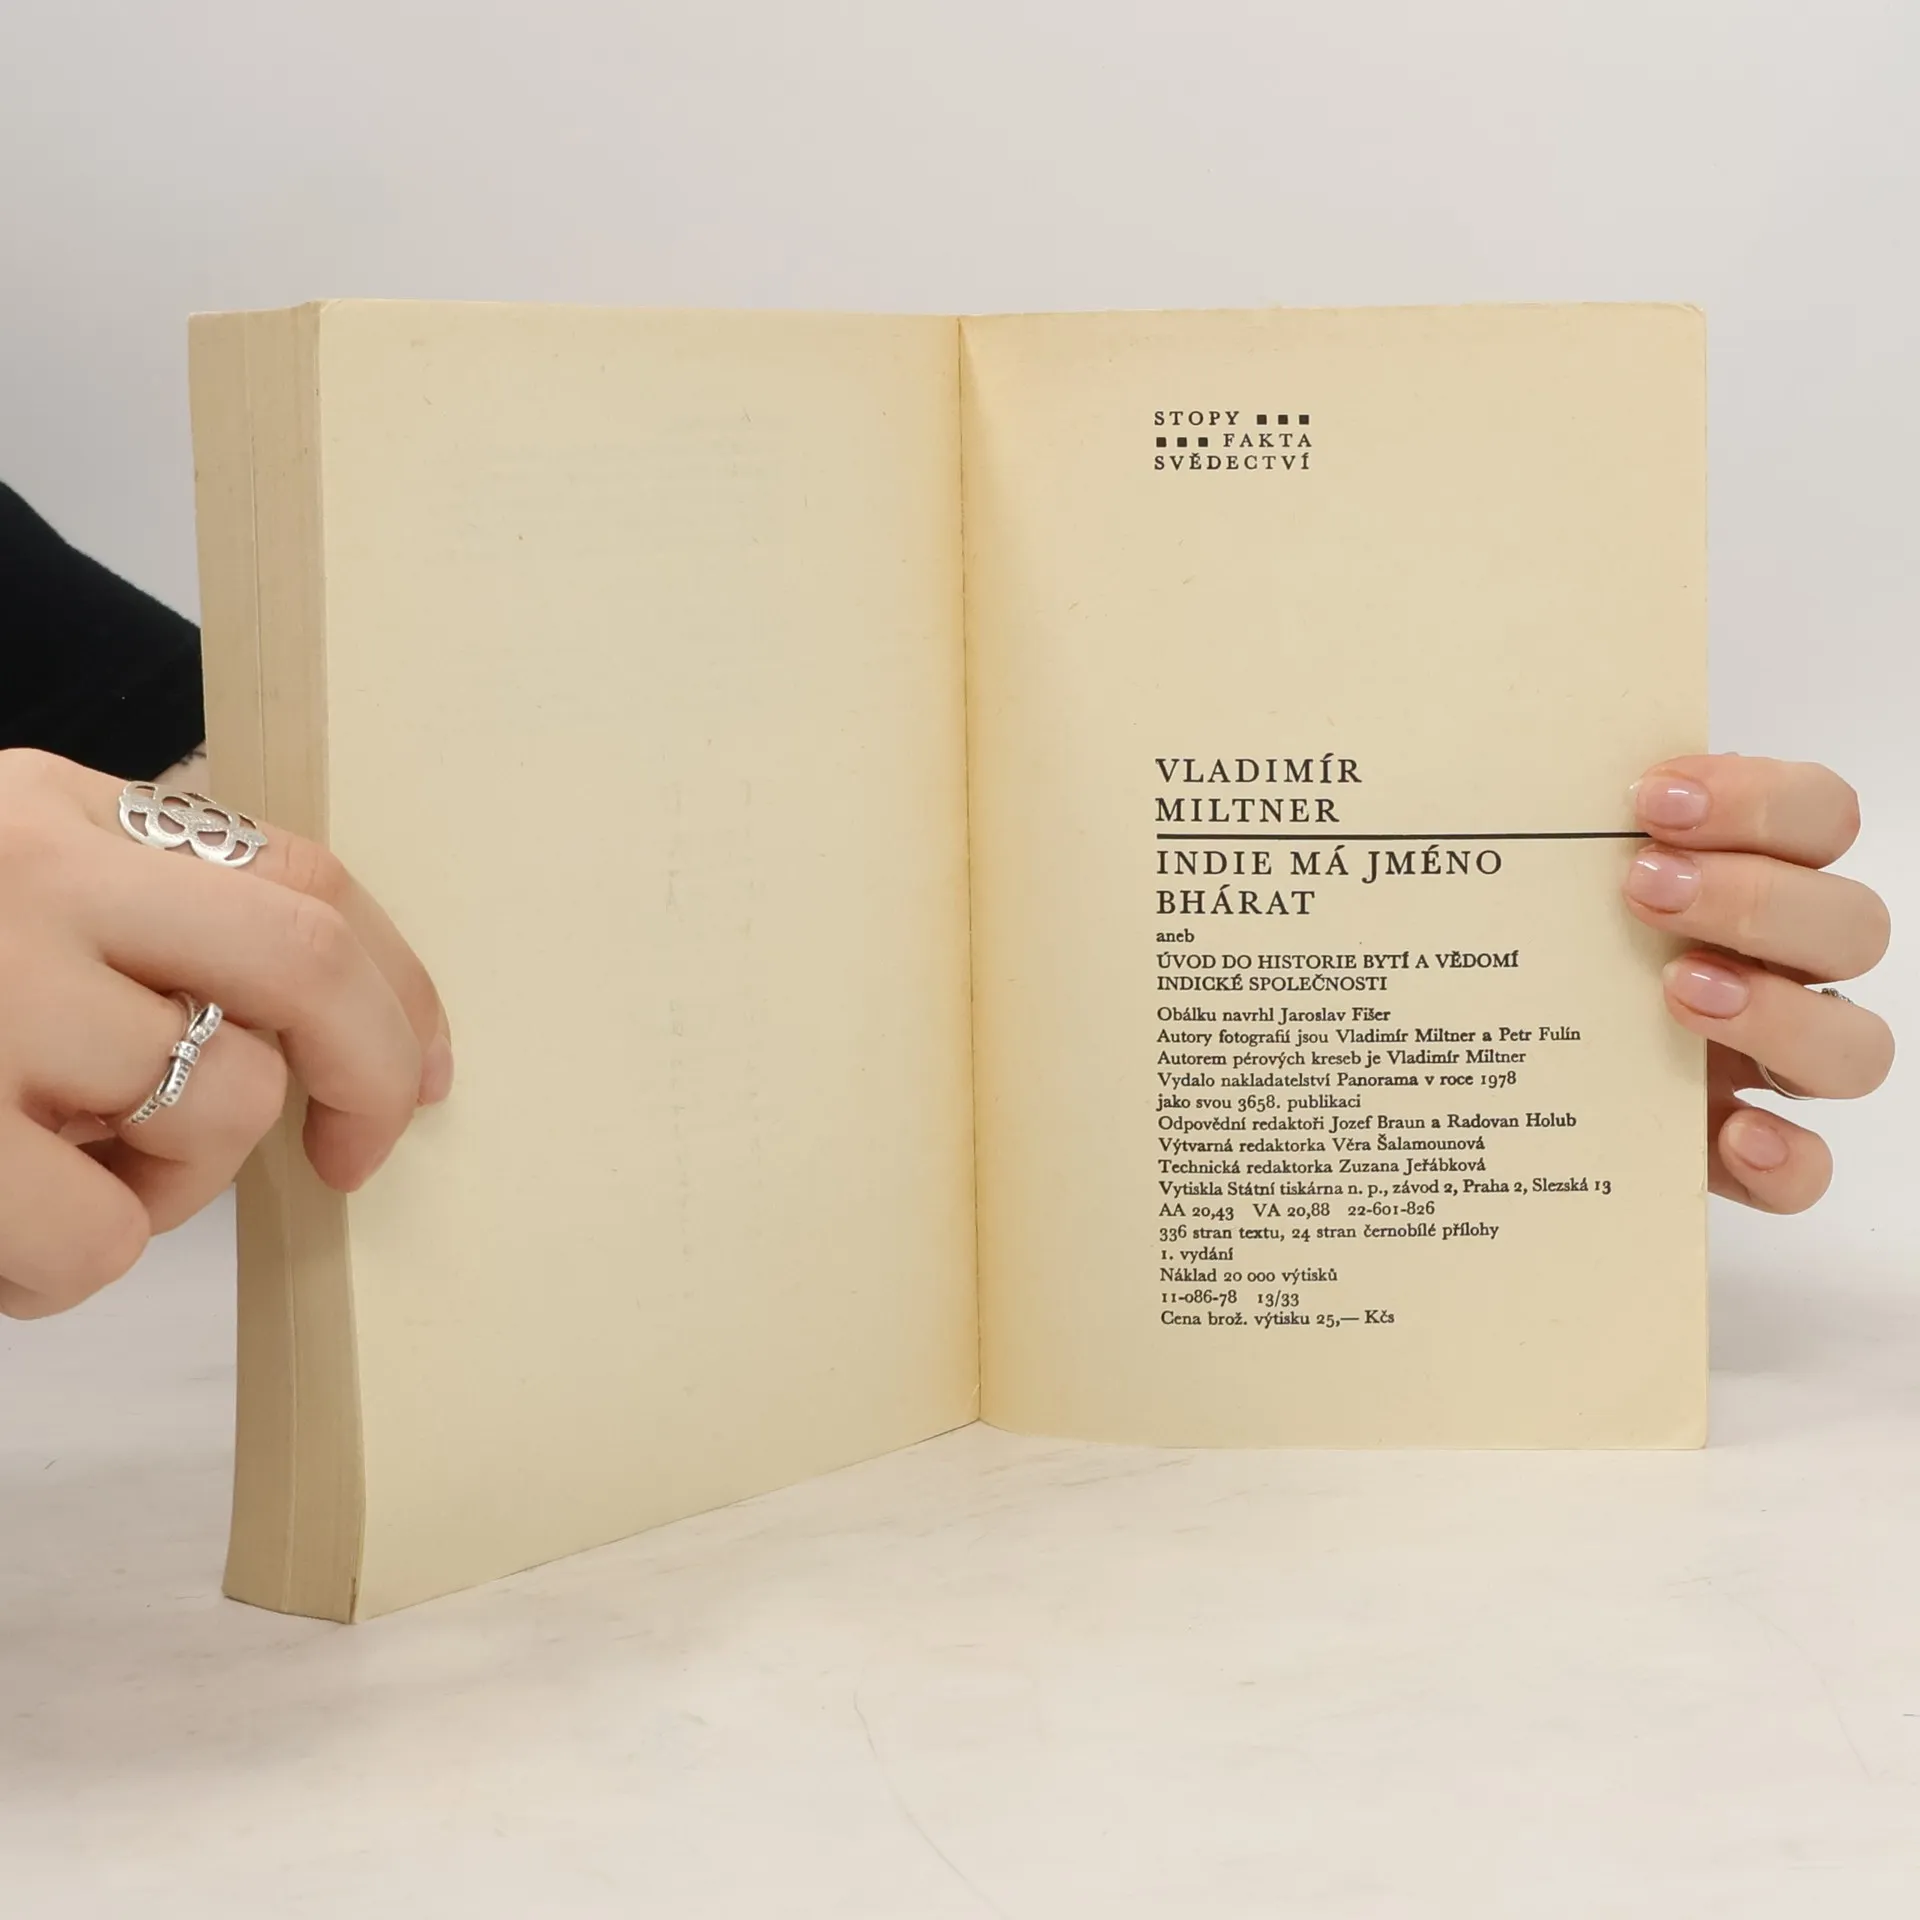 STOPY ■ ■ ■
■ ■ ■ FAKTA
SVĚDECTVÍ
VLADIMÍR
MILTNER
INDIE MÁ JMÉNO
BHÁRAT
aneb
ÚVOD DO HISTORIE BYTÍ A VĚDOMÍ
INDICKÉ SPOLEČNOSTI
Obálku navrhl Jaroslav Fišer
Autory fotografií jsou Vladimír Miltner a Petr Fulín
Autorem pérových kreseb je Vladimír Miltner
Vydalo nakladatelství Panorama v roce 1978
jako svou 3658. publikaci
Odpovědní redaktoři Jozef Braun a Radovan Holub
Výtvarná redaktorka Věra Šalamounová
Technická redaktorka Zuzana Jeřábková
Vytiskla Státní tiskárna n. p., závod 2, Praha 2, Slezská 13
AA 20,43 VA 20,88 22-601-826
336 stran textu, 24 stran černobílé přílohy
1. vydání
Náklad 20 000 výtisků
11-086-78 13/33
Cena brož. výtisku 25,— Kčs